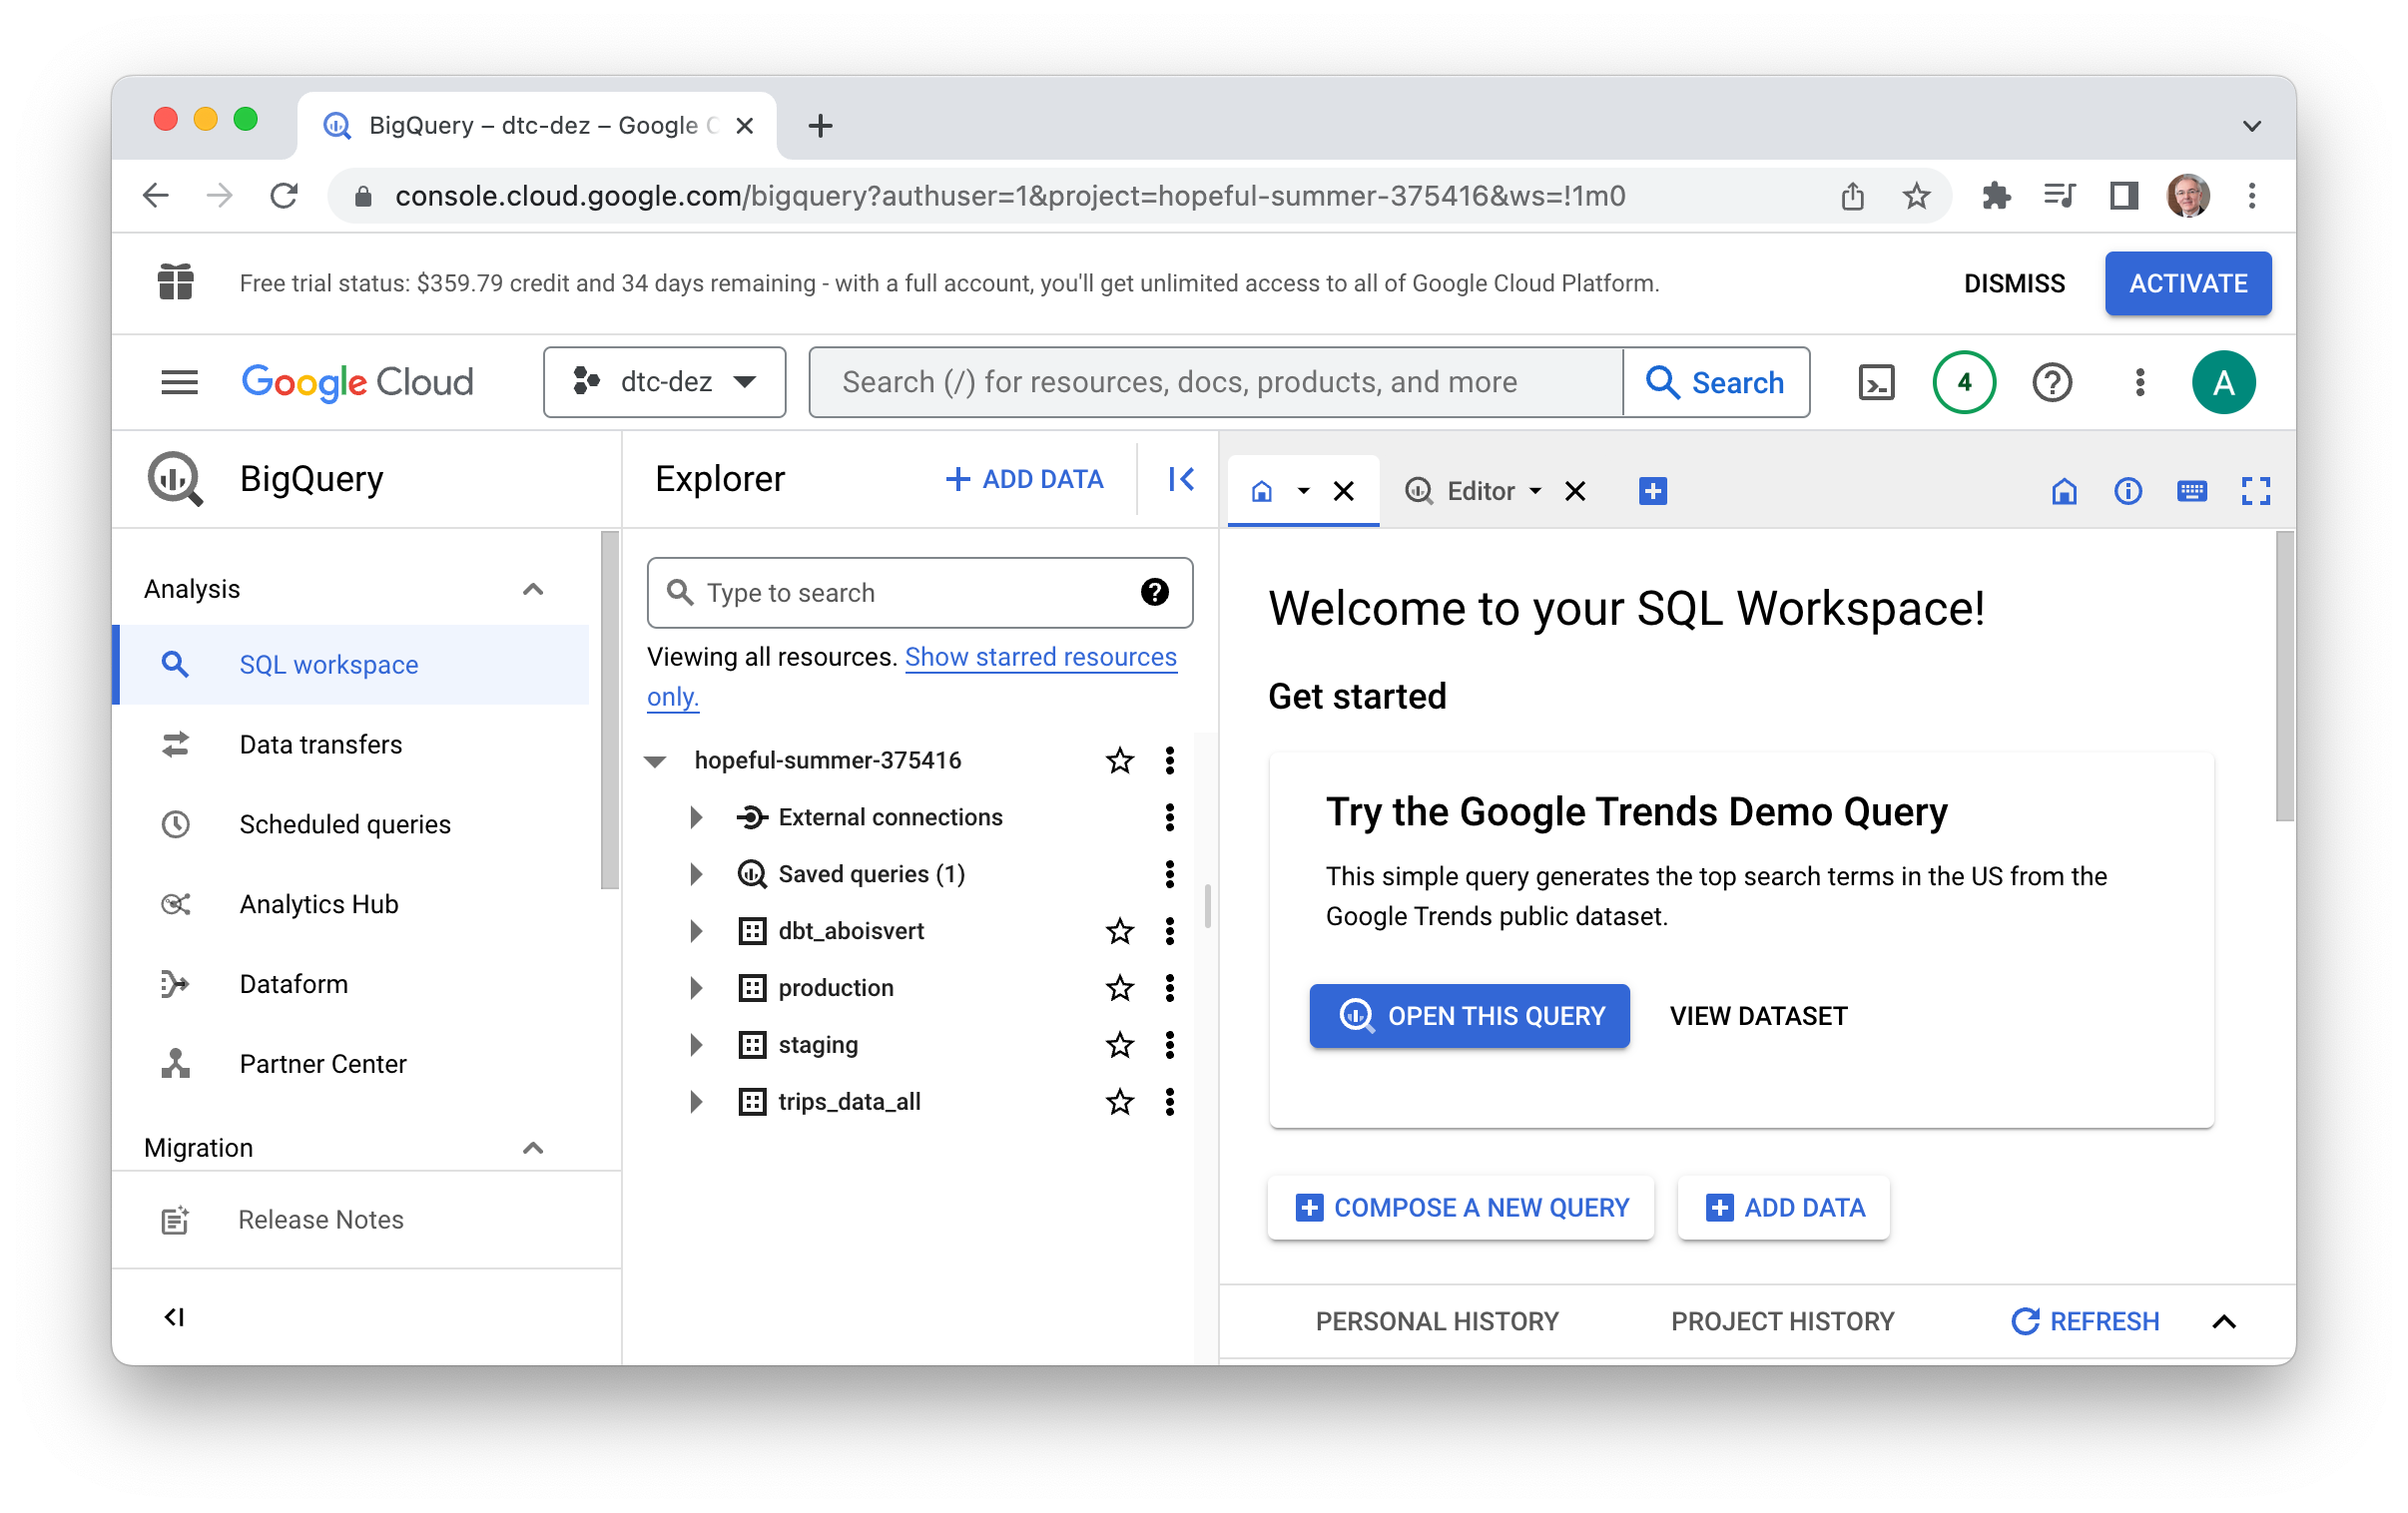 BigQuery – dtc-dez – Google C
console.cloud.google.com/bigquery?authuser=1&project=hopeful-summer-375416&ws=!1m0
Free trial status: $359.79 credit and 34 days remaining - with a full account, you'll get unlimited access to all of Google Cloud Platform.
DISMISS
ACTIVATE
Google Cloud
dtc-dez
Search (/) for resources, docs, products, and more
Search
4
A
BigQuery
Analysis
SQL workspace
Data transfers
Scheduled queries
Analytics Hub
Dataform
Partner Center
Migration
Release Notes
Explorer
ADD DATA
Type to search
Viewing all resources. Show starred resources
only.
hopeful-summer-375416
External connections
Saved queries (1)
dbt_aboisvert
production
staging
trips_data_all
Editor
Welcome to your SQL Workspace!
Get started
Try the Google Trends Demo Query
This simple query generates the top search terms in the US from the
Google Trends public dataset.
OPEN THIS QUERY
VIEW DATASET
COMPOSE A NEW QUERY
ADD DATA
PERSONAL HISTORY
PROJECT HISTORY
REFRESH